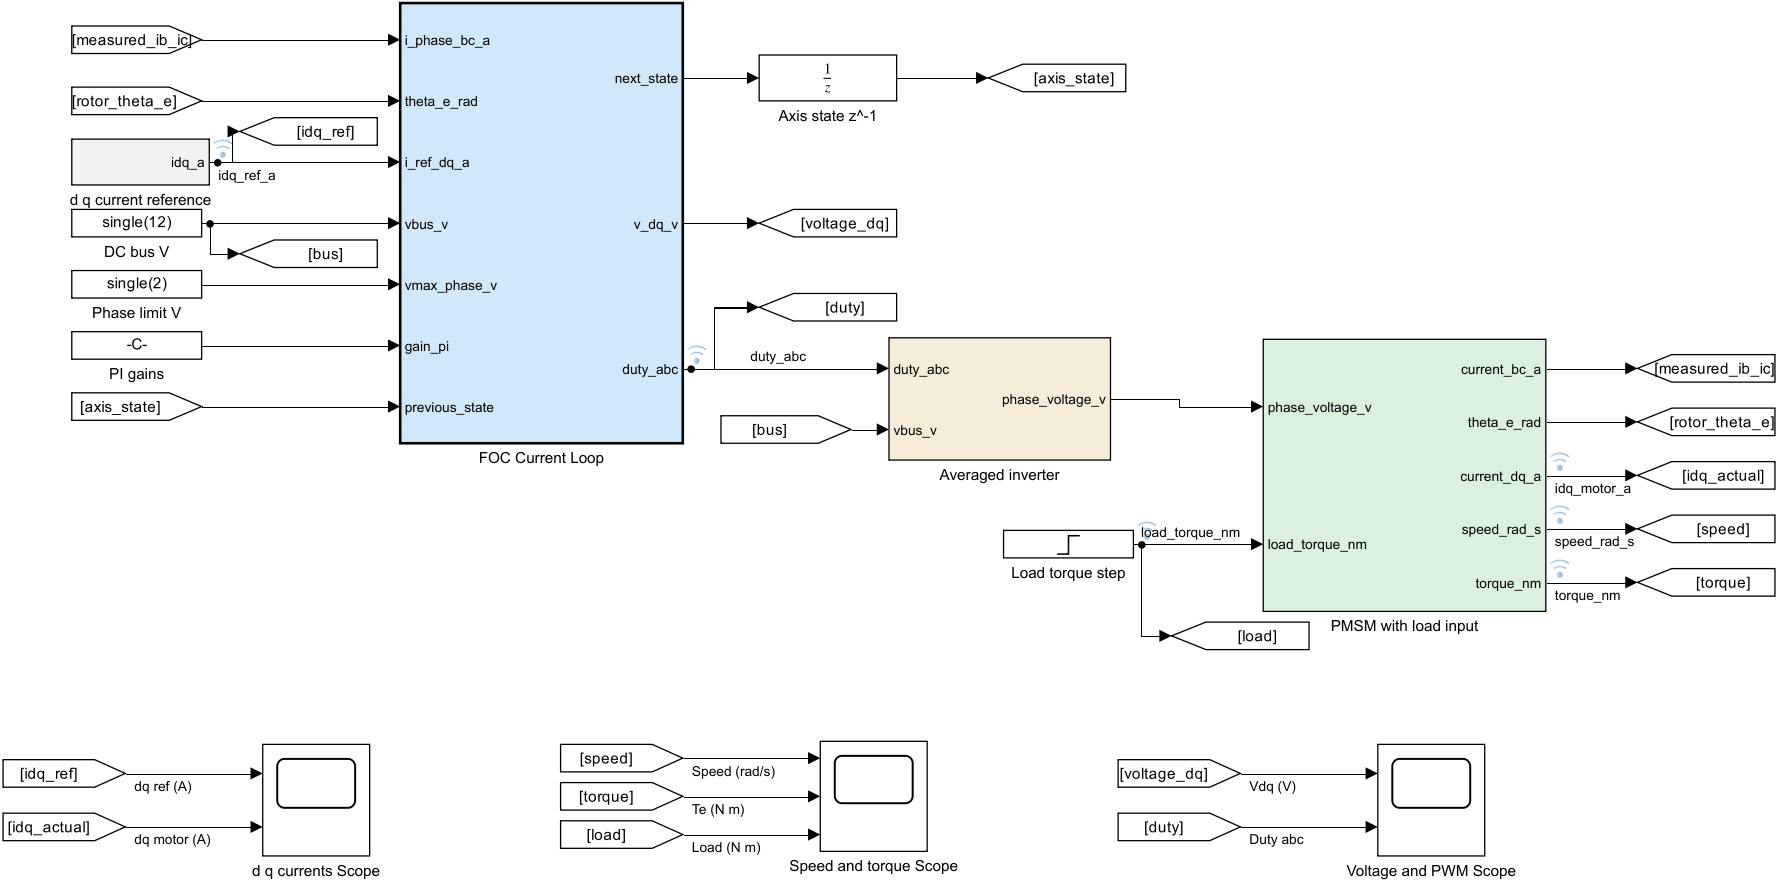 [measured_ib_ic]
i_phase_bc_a
next_state
1
z
[axis_state]
Axis state z^-1
[rotor_theta_e]
theta_e_rad
[idq_ref]
idq_a
idq_ref_a
i_ref_dq_a
d q current reference
single(12)
vbus_v
v_dq_v
[voltage_dq]
DC bus V
[bus]
single(2)
vmax_phase_v
Phase limit V
[duty]
-C-
gain_pi
PI gains
duty_abc
duty_abc
duty_abc
[axis_state]
previous_state
FOC Current Loop
phase_voltage_v
[bus]
vbus_v
Averaged inverter
current_bc_a
[measured_ib_ic]
phase_voltage_v
theta_e_rad
[rotor_theta_e]
current_dq_a
[idq_actual]
idq_motor_a
load_torque_nm
speed_rad_s
[speed]
speed_rad_s
load_torque_nm
Load torque step
torque_nm
[torque]
torque_nm
PMSM with load input
[load]
[idq_ref]
dq ref (A)
[idq_actual]
dq motor (A)
d q currents Scope
[speed]
Speed (rad/s)
[torque]
Te (N m)
[load]
Load (N m)
Speed and torque Scope
[voltage_dq]
Vdq (V)
[duty]
Duty abc
Voltage and PWM Scope